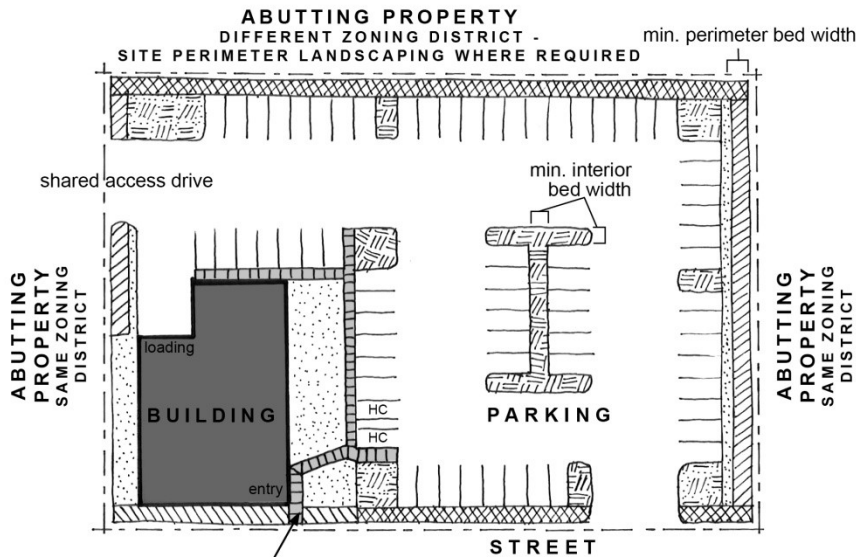 ABUTTING PROPERTY
DIFFERENT ZONING DISTRICT -
SITE PERIMETER LANDSCAPING WHERE REQUIRED
min. perimeter bed width
shared access drive
min. interior
bed width
ABUTTING
PROPERTY
SAME ZONING
DISTRICT
loading
BUILDING
entry
HC
HC
PARKING
ABUTTING
PROPERTY
SAME ZONING
DISTRICT
STREET